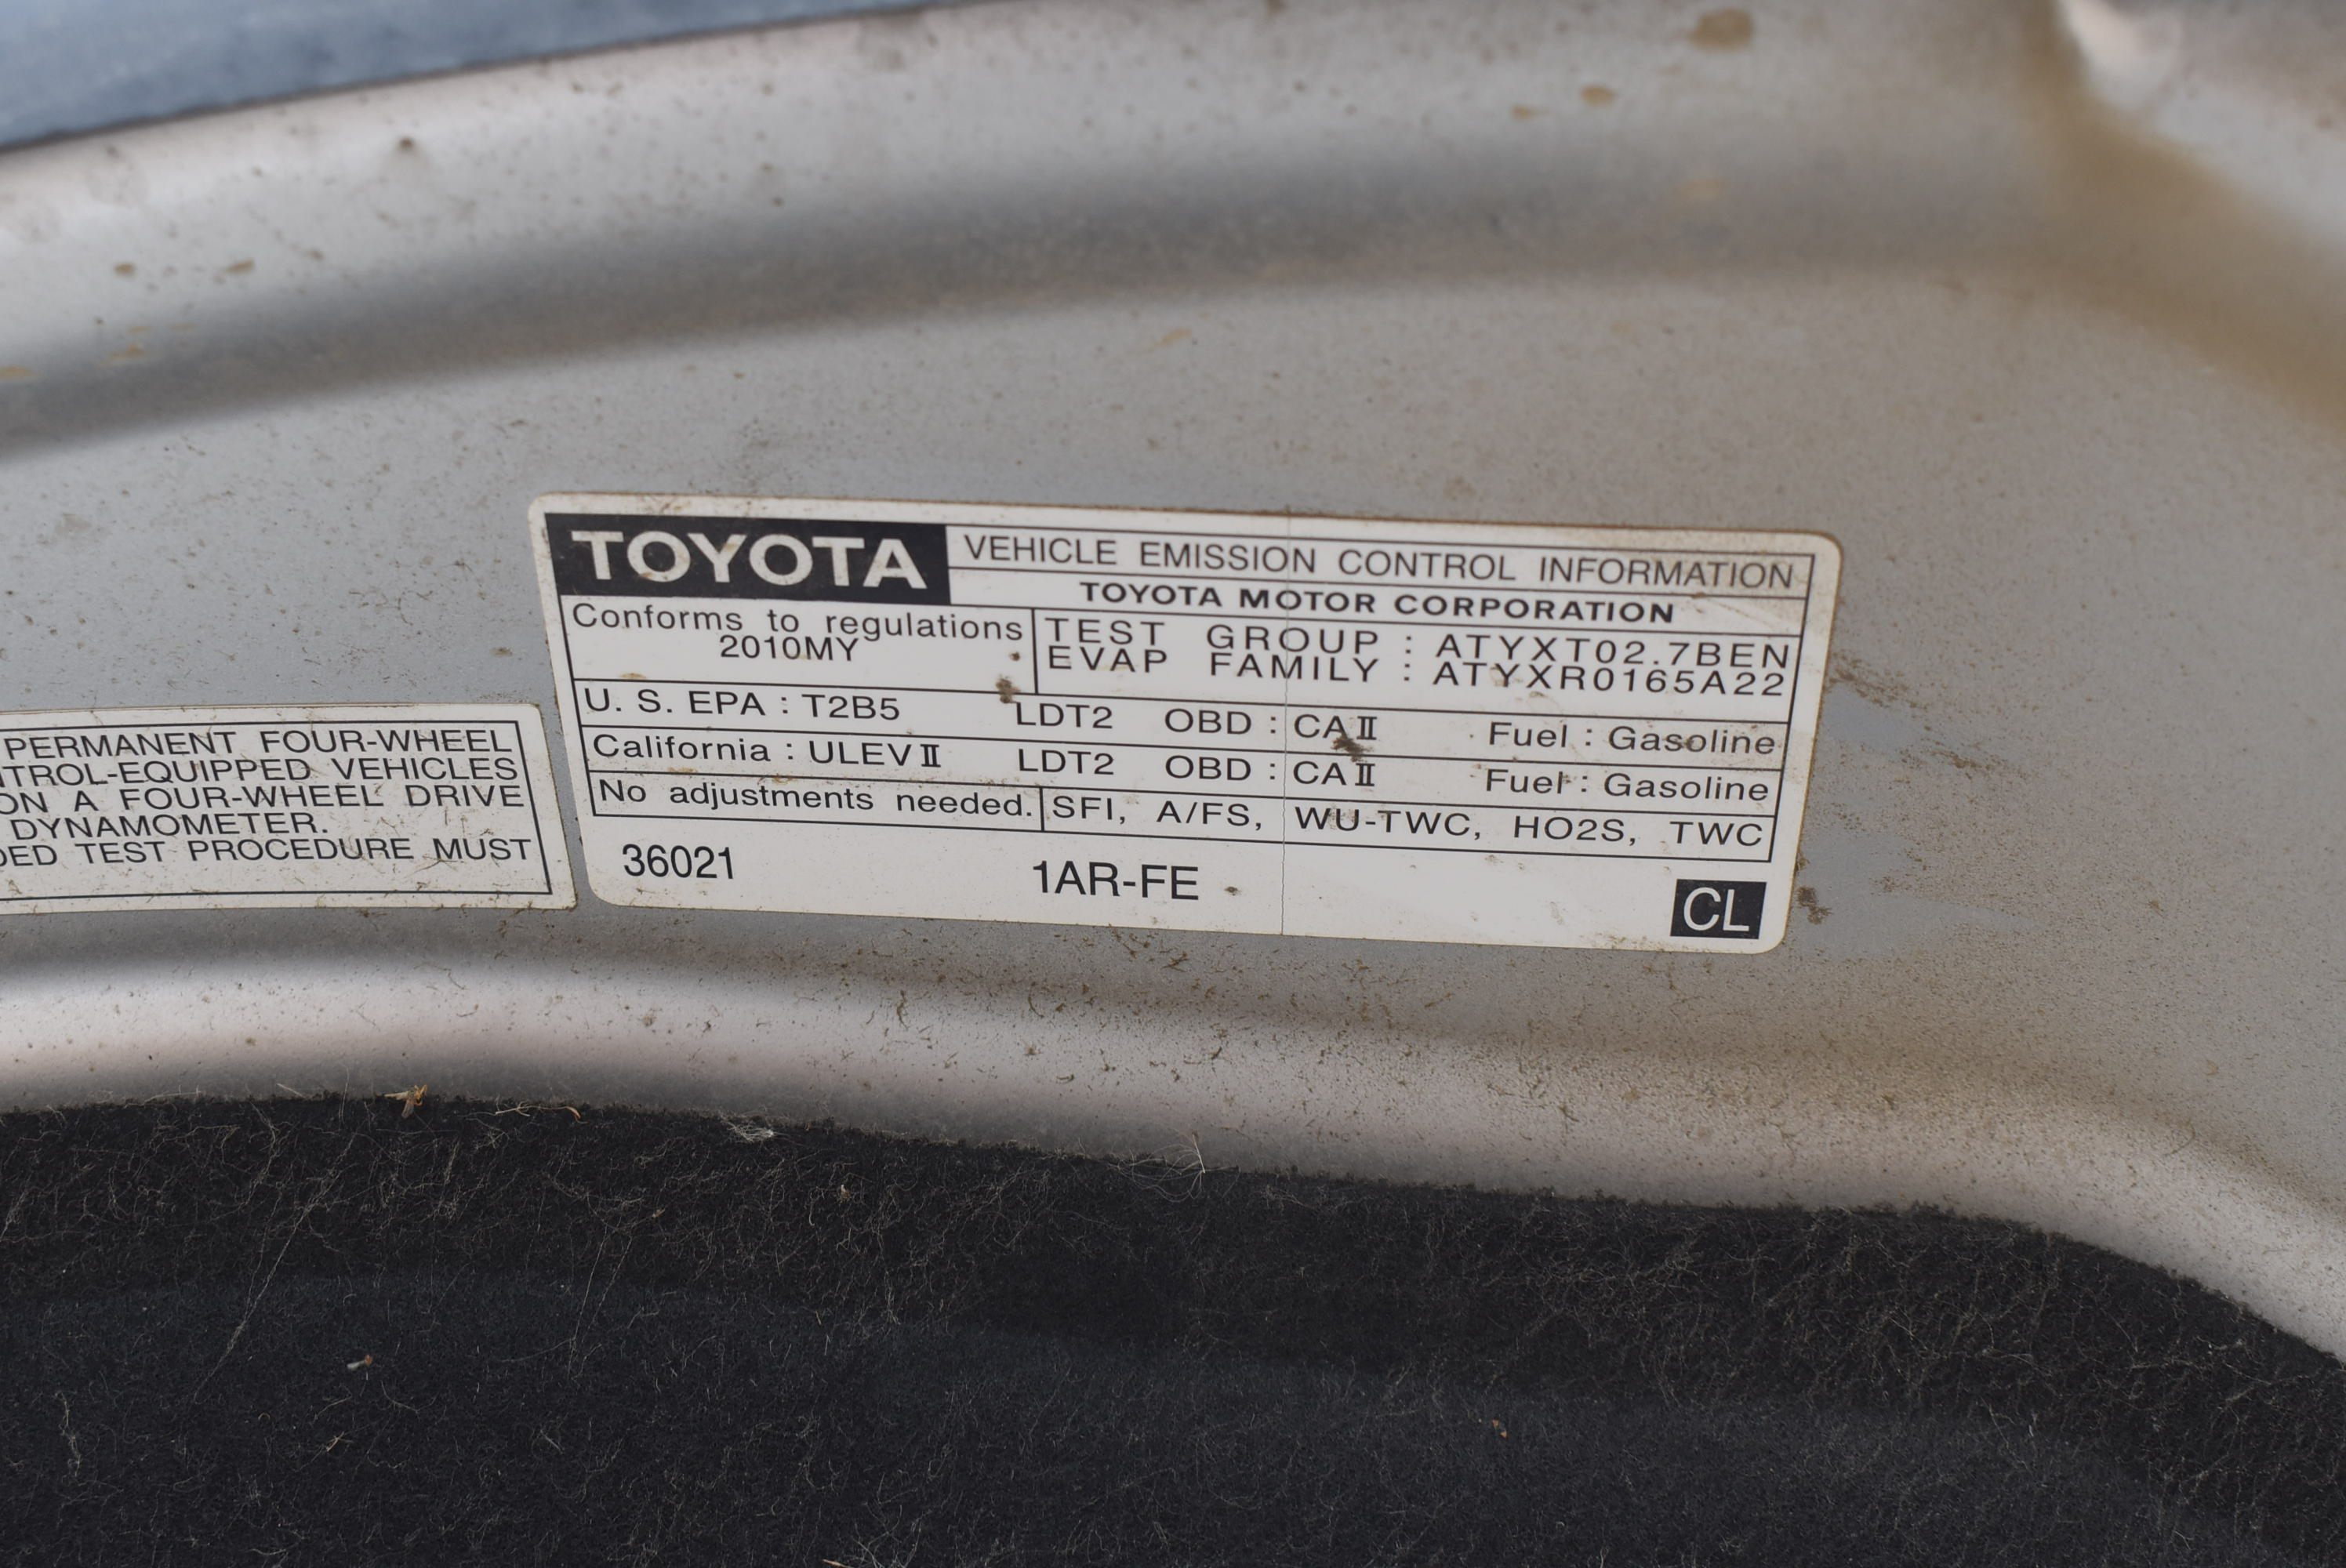 TOYOTA VEHICLE EMISSION CONTROL INFORMATION
TOYOTA MOTOR CORPORATION
Conforms to regulations
2010MY
TEST GROUP : ATYXT02.7BEN
EVAP FAMILY : ATYXR0165A22
U. S. EPA : T2B5 LDT2 OBD : CAⅡ Fuel : Gasoline
California : ULEVⅡ LDT2 OBD : CAⅡ Fuel : Gasoline
No adjustments needed. SFI, A/FS, WU-TWC, HO2S, TWC
36021 1AR-FE CL
PERMANENT FOUR-WHEEL
TROL-EQUIPPED VEHICLES
ON A FOUR-WHEEL DRIVE
DYNAMOMETER.
DED TEST PROCEDURE MUST